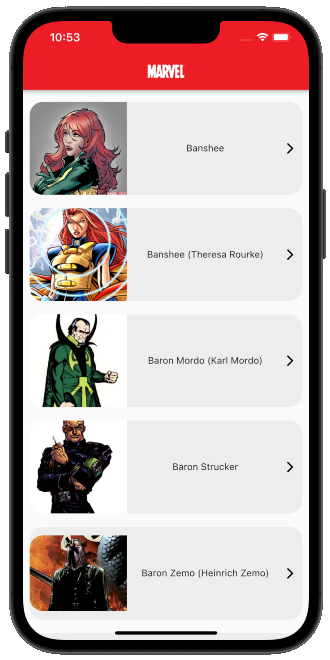 10:53
MARVEL
Banshee
Banshee (Theresa Rourke)
Baron Mordo (Karl Mordo)
Baron Strucker
Baron Zemo (Heinrich Zemo)